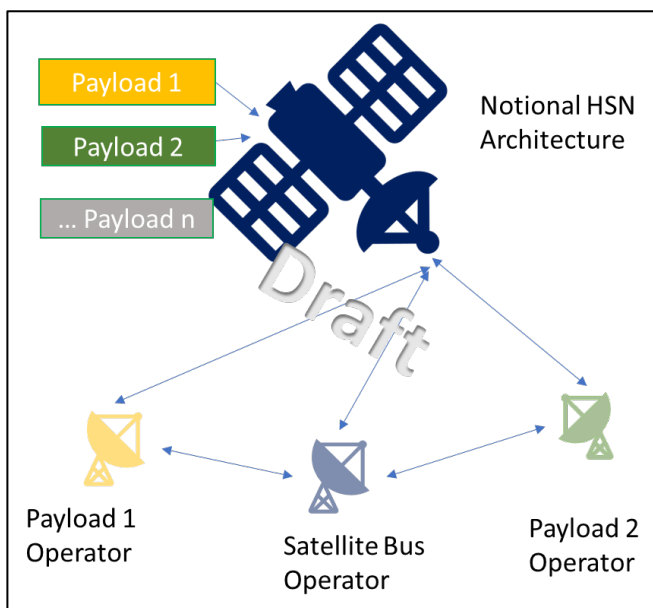 Payload 1
Payload 2
... Payload n
Notional HSN
Architecture
Draft
Payload 1
Operator
Satellite Bus
Operator
Payload 2
Operator